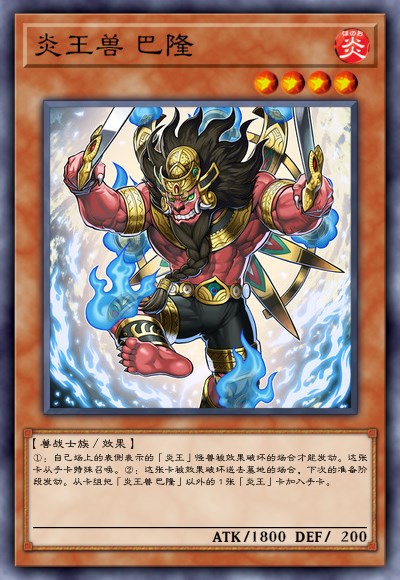 炎王兽 巴隆
ほのお
炎
【兽战士族/效果】
①：自己场上的表侧表示的「炎王」怪兽被效果破坏的场合才能发动。这张
卡从手卡特殊召唤。②：这张卡被效果破坏送去墓地的场合，下次的准备阶
段发动。从卡组把「炎王兽 巴隆」以外的1张「炎王」卡加入手卡。
ATK/1800 DEF/ 200